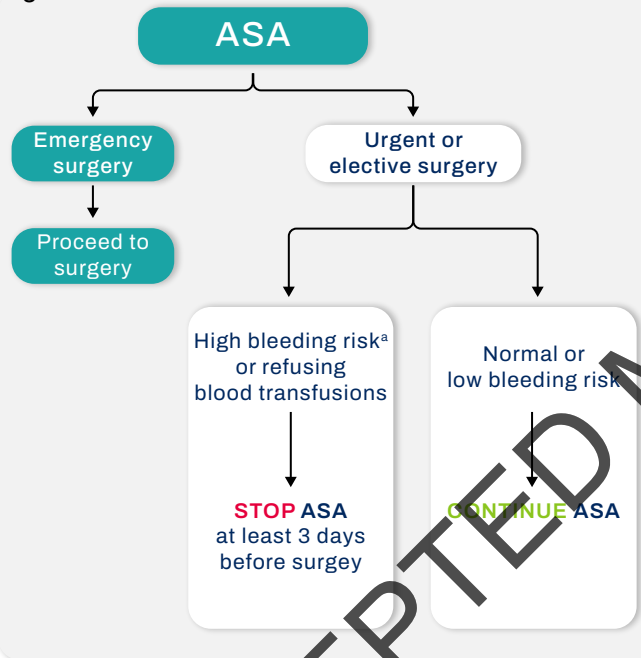 ASA
Emergency
surgery
Urgent or
elective surgery
Proceed to
surgery
High bleeding riskᵃ
or refusing
blood transfusions
Normal or
low bleeding risk
STOP ASA
at least 3 days
before surgey
CONTINUE ASA
EPTED M